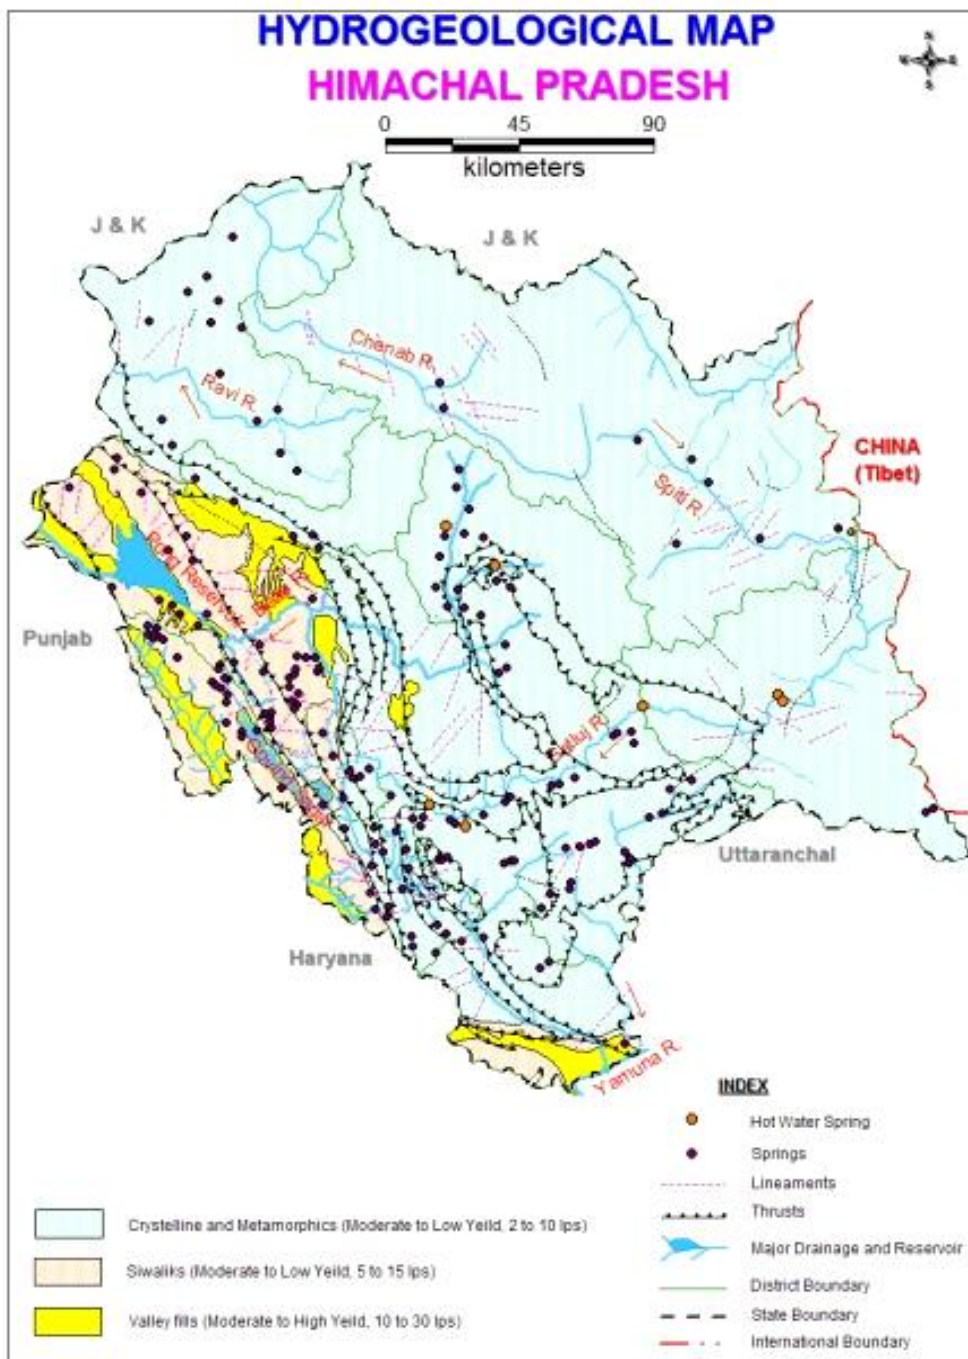 HYDROGEOLOGICAL MAP
HIMACHAL PRADESH
N
W E
S
0 45 90
kilometers
J & K
J & K
Chenab R.
Ravi R.
CHINA
(Tibet)
Spiti R.
Punjab
Satluj R.
Uttaranchal
Haryana
Yamuna R.
INDEX
Hot Water Spring
Springs
Lineaments
Thrusts
Major Drainage and Reservoir
District Boundary
State Boundary
International Boundary
Crystelline and Metamorphics (Moderate to Low Yeild, 2 to 10 lps)
Siwaliks (Moderate to Low Yeild, 5 to 15 lps)
Valley fills (Moderate to High Yeild, 10 to 30 lps)